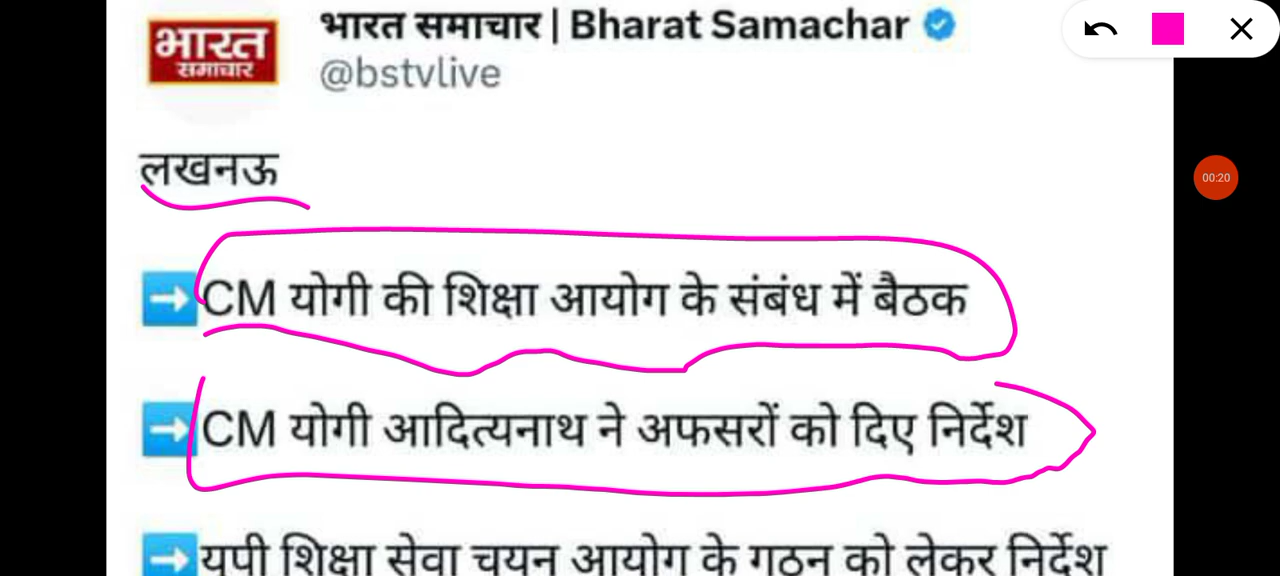 भारत
समाचार
भारत समाचार | Bharat Samachar
@bstvlive
लखनऊ
CM योगी की शिक्षा आयोग के संबंध में बैठक
CM योगी आदित्यनाथ ने अफसरों को दिए निर्देश
यूपी शिक्षा सेवा चयन आयोग के गठन को लेकर निर्देश
00:20